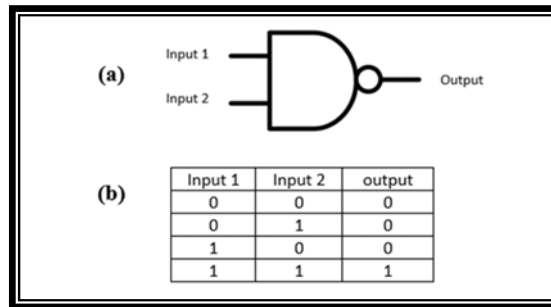 (a)
Input 1
Input 2
Output
(b)
Input 1 Input 2 output
0 0 0
0 1 0
1 0 0
1 1 1